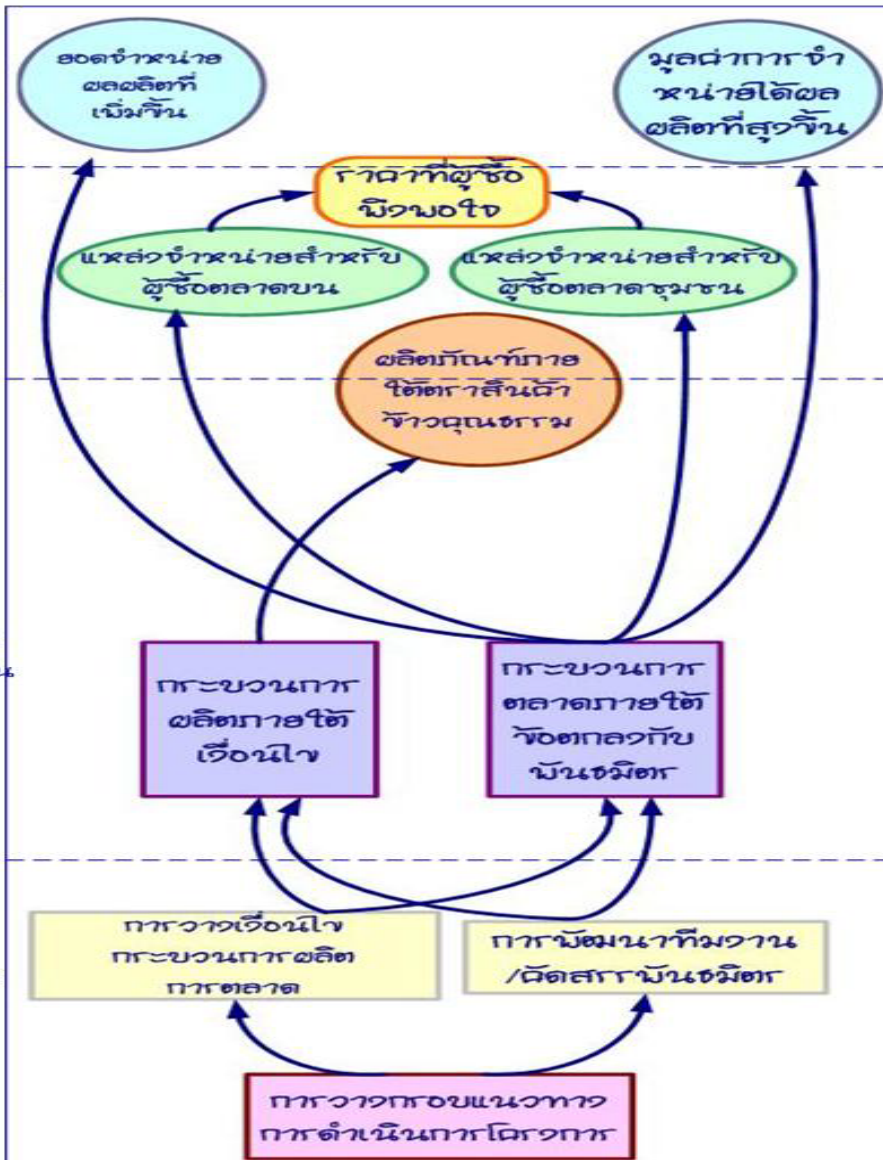 ยอดจำหน่าย
ผลผลิตที่
เพิ่มขึ้น
มูลค่าการจำ
หน่ายได้ผล
ผลิตที่สูงขึ้น
ราคาที่ผู้ซื้อ
พึงพอใจ
แหล่งจำหน่ายสำหรับ
ผู้ซื้อตลาดบน
แหล่งจำหน่ายสำหรับ
ผู้ซื้อตลาดชุมชน
ผลิตภัณฑ์ภาย
ใต้ตราสินค้า
ข้าวคุณธรรม
กระบวนการ
ผลิตภายใต้
เงื่อนไข
กระบวนการ
ตลาดภายใต้
ข้อตกลงกับ
พันธมิตร
การวางเงื่อนไข
กระบวนการผลิต
การตลาด
การพัฒนาทีมงาน
/คัดสรรพันธมิตร
การวางกรอบแนวทาง
การดำเนินการโครงการ